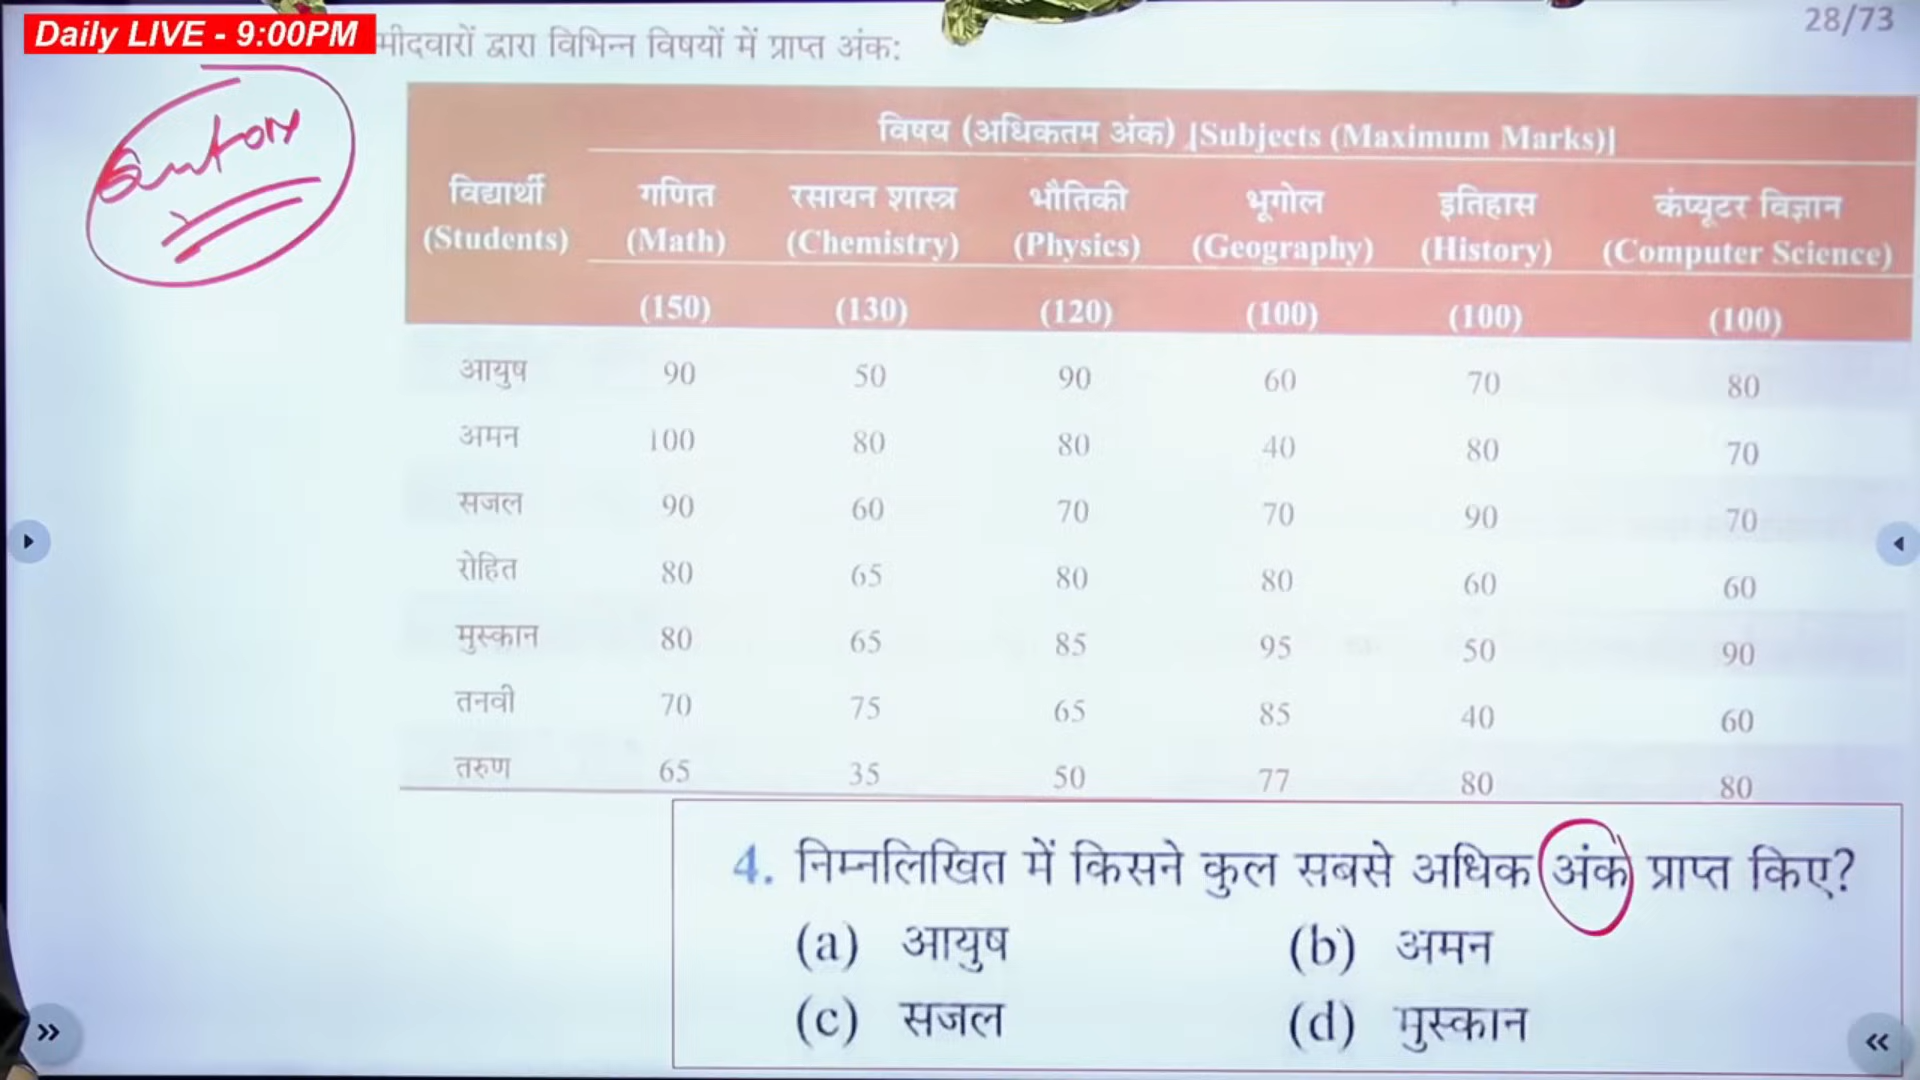 Daily LIVE - 9:00PM
28/73
मीदवारों द्वारा विभिन्न विषयों में प्राप्त अंक:
विषय (अधिकतम अंक) [Subjects (Maximum Marks)]
विद्यार्थी गणित रसायन शास्त्र भौतिकी भूगोल इतिहास कंप्यूटर विज्ञान
(Students) (Math) (Chemistry) (Physics) (Geography) (History) (Computer Science)
(150) (130) (120) (100) (100) (100)
आयुष 90 50 90 60 70 80
अमन 100 80 80 40 80 70
सजल 90 60 70 70 90 70
रोहित 80 65 80 80 60 60
मुस्कान 80 65 85 95 50 90
तनवी 70 75 65 85 40 60
तरुण 65 35 50 77 80 80
4. निम्नलिखित में किसने कुल सबसे अधिक अंक प्राप्त किए?
(a) आयुष (b) अमन
(c) सजल (d) मुस्कान